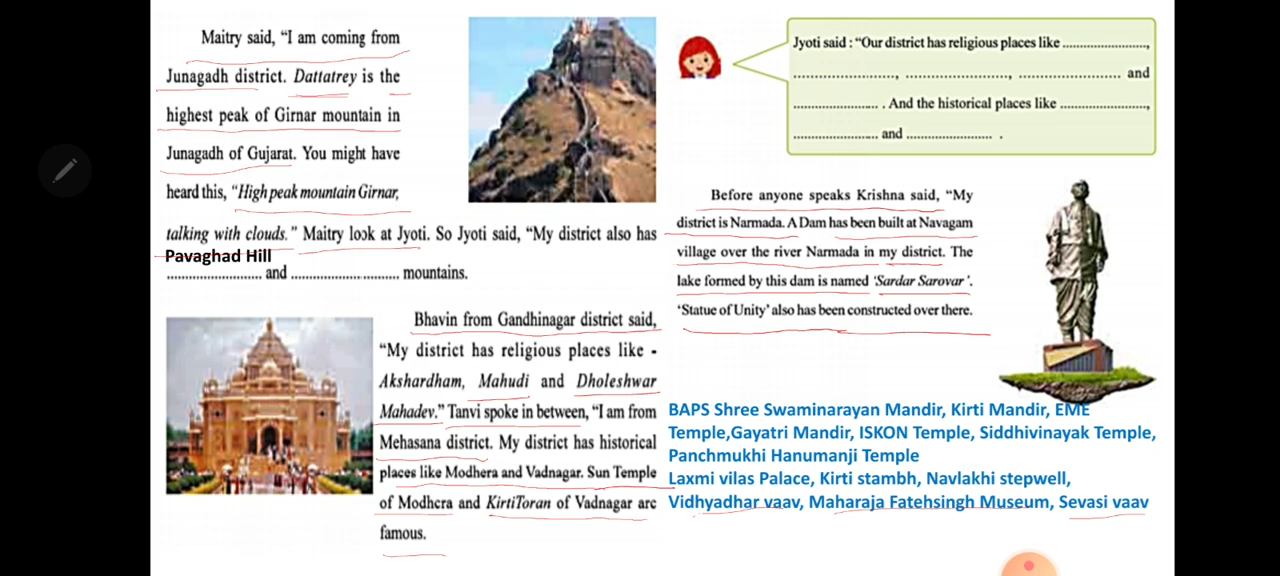 Maitry said, “I am coming from
Junagadh district. Dattatrey is the
highest peak of Girnar mountain in
Junagadh of Gujarat. You might have
heard this, “High peak mountain Girnar,
talking with clouds.” Maitry look at Jyoti. So Jyoti said, “My district also has
Pavaghad Hill
........................ and ............................ mountains.
Bhavin from Gandhinagar district said,
“My district has religious places like -
Akshardham, Mahudi and Dholeshwar
Mahadev.” Tanvi spoke in between, “I am from
Mehasana district. My district has historical
places like Modhera and Vadnagar. Sun Temple
of Modhera and KirtiToran of Vadnagar are
famous.
Jyoti said : “Our district has religious places like ......................,
.........................., .........................., .......................... and
...................... . And the historical places like ......................,
...................... and ...................... .
Before anyone speaks Krishna said, “My
district is Narmada. A Dam has been built at Navagam
village over the river Narmada in my district. The
lake formed by this dam is named ‘Sardar Sarovar’.
‘Statue of Unity’ also has been constructed over there.
BAPS Shree Swaminarayan Mandir, Kirti Mandir, EME
Temple,Gayatri Mandir, ISKON Temple, Siddhivinayak Temple,
Panchmukhi Hanumanji Temple
Laxmi vilas Palace, Kirti stambh, Navlakhi stepwell,
Vidhyadhar vaav, Maharaja Fatehsingh Museum, Sevasi vaav